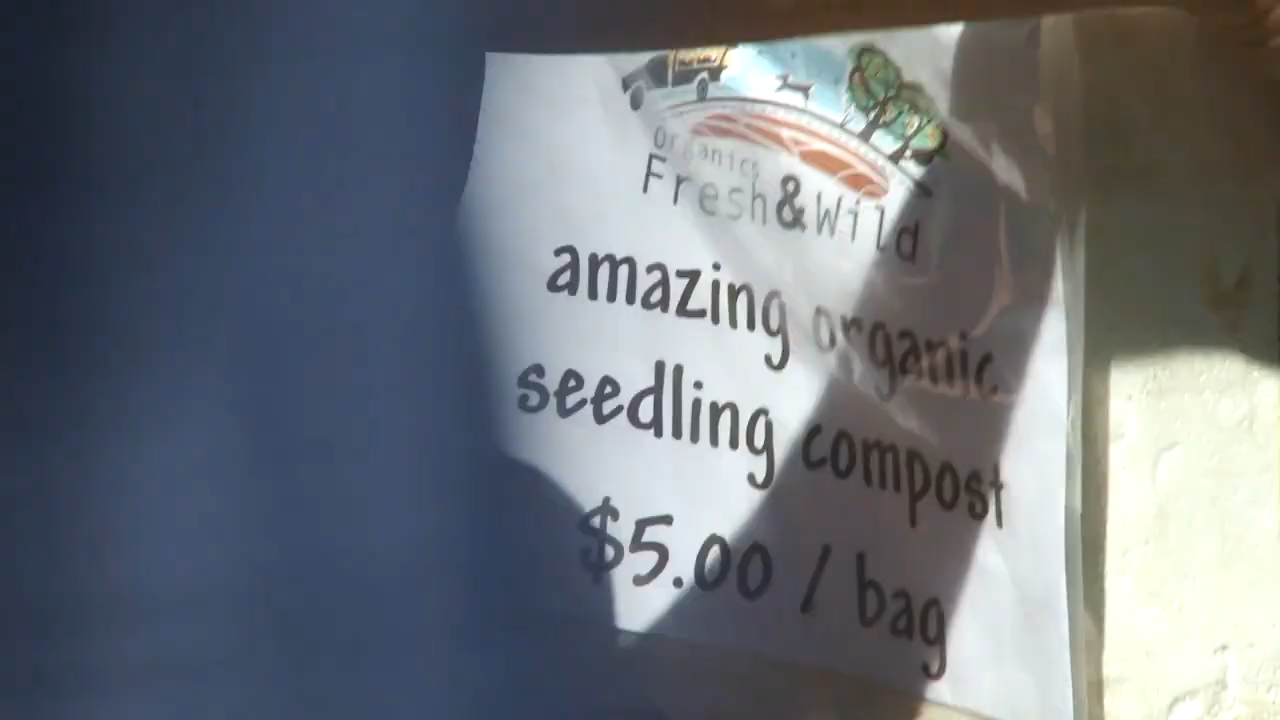 Organics
Fresh&Wild
amazing organic
seedling compost
$5.00 / bag